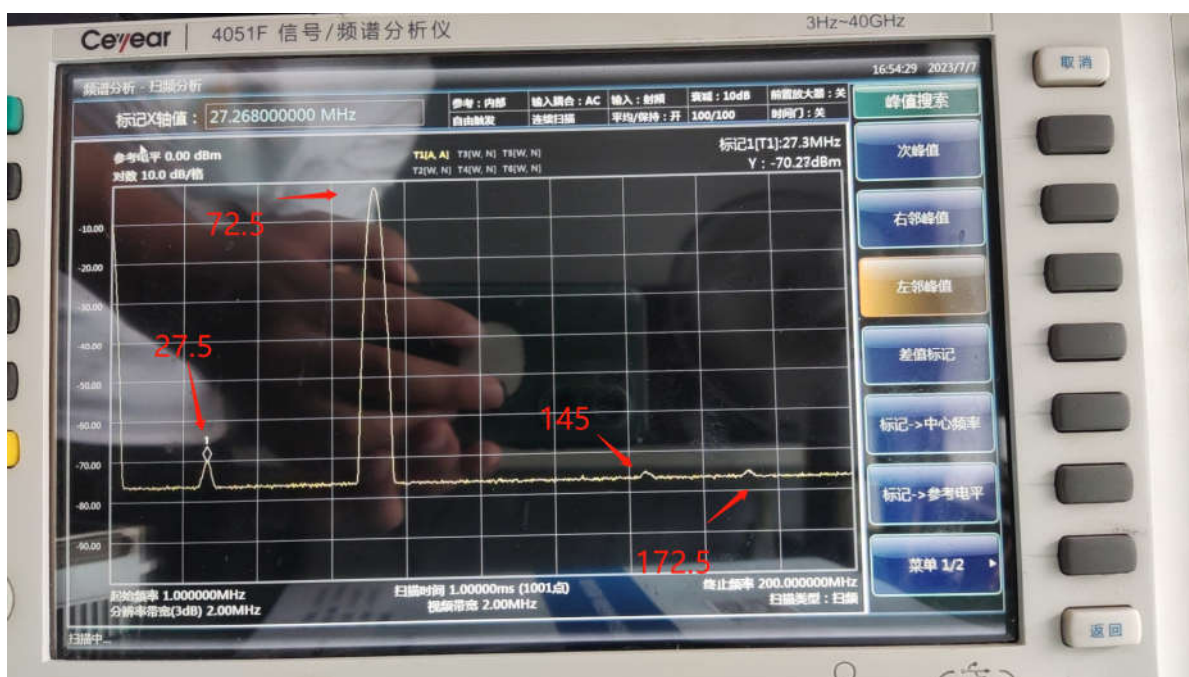 Ceyear | 4051F 信号/频谱分析仪
3Hz~40GHz
取消
频谱分析 - 扫频分析
16:54:29 2023/7/7
标记X轴值： 27.268000000 MHz
参考：内部 输入耦合：AC 输入：射频 衰减：10dB 前置放大器：关
自由触发 连续扫描 平均/保持：开 100/100 时间门：关
峰值搜索
参考电平 0.00 dBm
对数 10.0 dB/格
T1[A, A] T3[W, N] T5[W, N]
T2[W, N] T4[W, N] T6[W, N]
标记1[T1]:27.3MHz
Y：-70.23dBm
次峰值
72.5
-10.00
右邻峰值
-20.00
左邻峰值
-30.00
27.5
-40.00
差值标记
-50.00
145
-60.00
标记->中心频率
1
-70.00
标记->参考电平
-80.00
-90.00
172.5
菜单 1/2
起始频率 1.000000MHz
分辨率带宽(3dB) 2.00MHz
扫描时间 1.00000ms (1001点)
视频带宽 2.00MHz
终止频率 200.000000MHz
扫描类型：扫频
扫描中...
返回